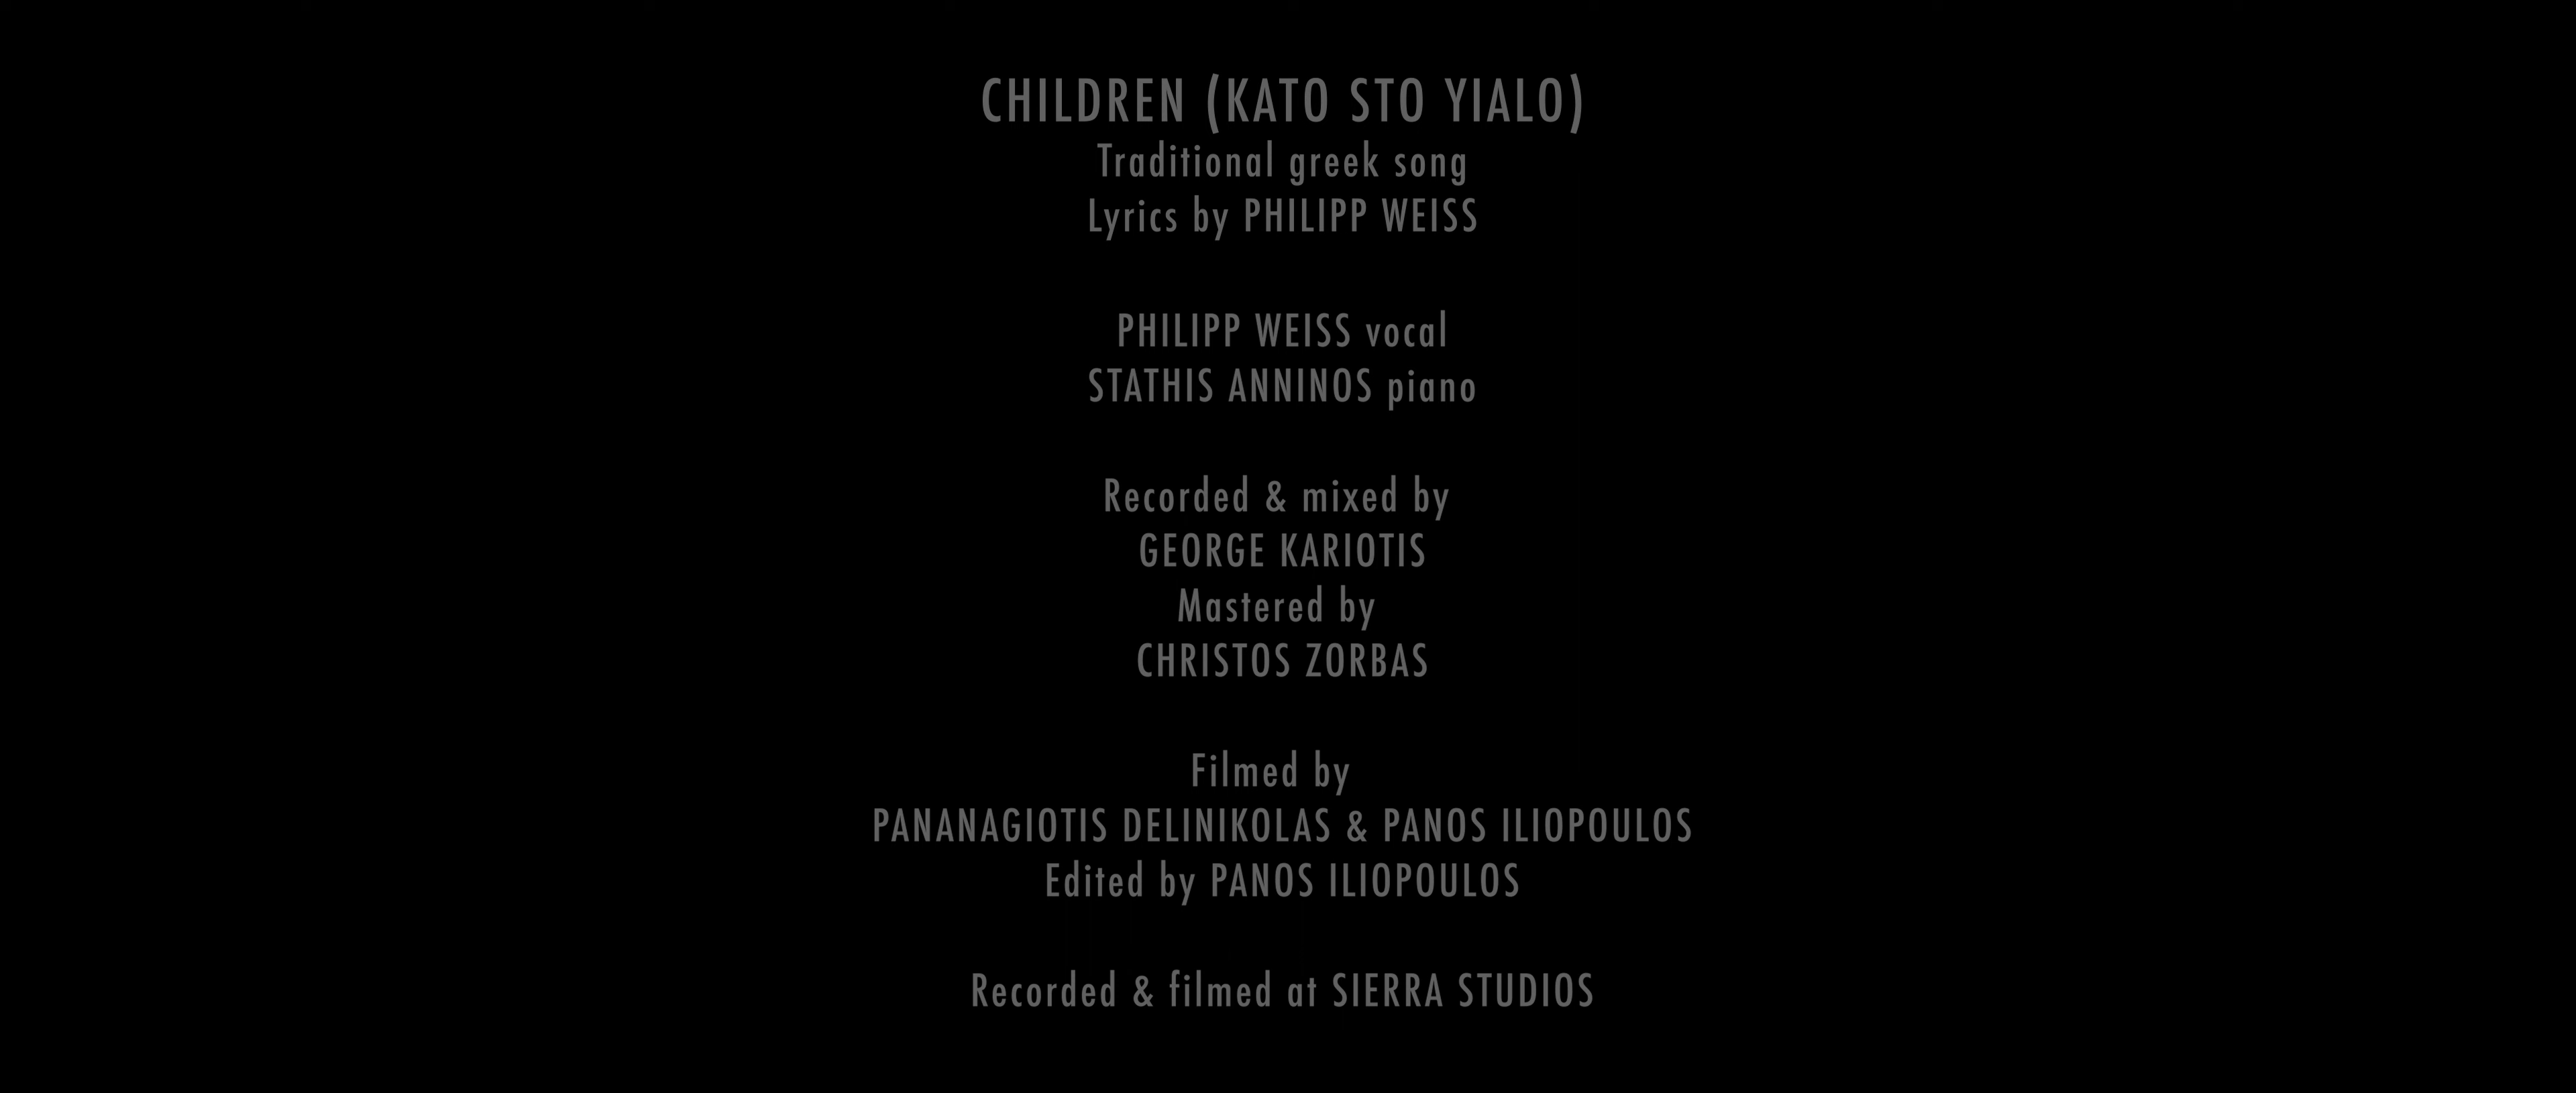 CHILDREN (KATO STO YIALO)
Traditional greek song
Lyrics by PHILIPP WEISS
PHILIPP WEISS vocal
STATHIS ANNINOS piano
Recorded & mixed by
GEORGE KARIOTIS
Mastered by
CHRISTOS ZORBAS
Filmed by
PANANAGIOTIS DELINIKOLAS & PANOS ILIOPOULOS
Edited by PANOS ILIOPOULOS
Recorded & filmed at SIERRA STUDIOS